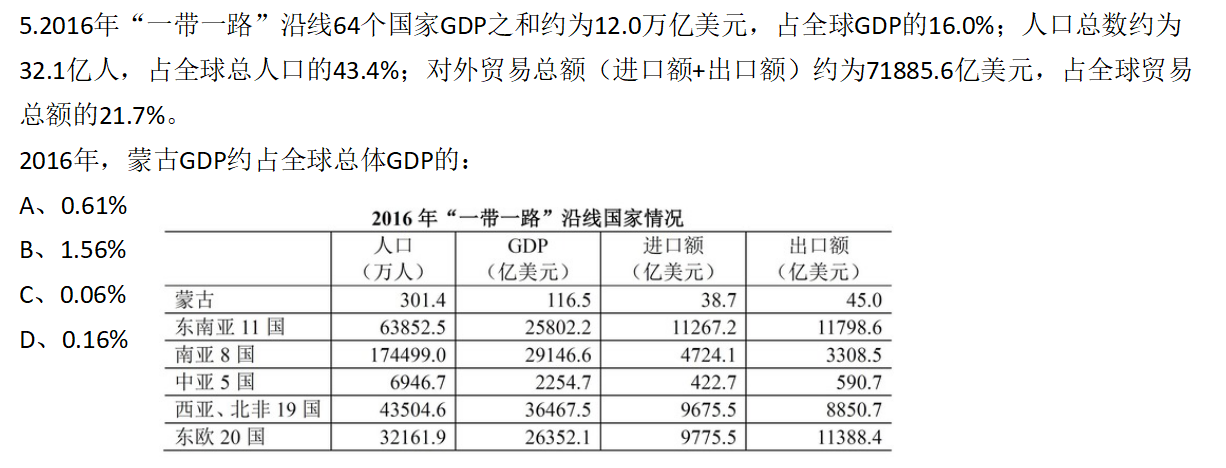 5.2016年“一带一路”沿线64个国家GDP之和约为12.0万亿美元，占全球GDP的16.0%；人口总数约为
32.1亿人，占全球总人口的43.4%；对外贸易总额（进口额+出口额）约为71885.6亿美元，占全球贸易
总额的21.7%。
2016年，蒙古GDP约占全球总体GDP的：
A、0.61%
B、1.56%
C、0.06%
D、0.16%
2016年“一带一路”沿线国家情况
人口 GDP 进口额 出口额
（万人） （亿美元） （亿美元） （亿美元）
蒙古 301.4 116.5 38.7 45.0
东南亚11国 63852.5 25802.2 11267.2 11798.6
南亚8国 174499.0 29146.6 4724.1 3308.5
中亚5国 6946.7 2254.7 422.7 590.7
西亚、北非19国 43504.6 36467.5 9675.5 8850.7
东欧20国 32161.9 26352.1 9775.5 11388.4